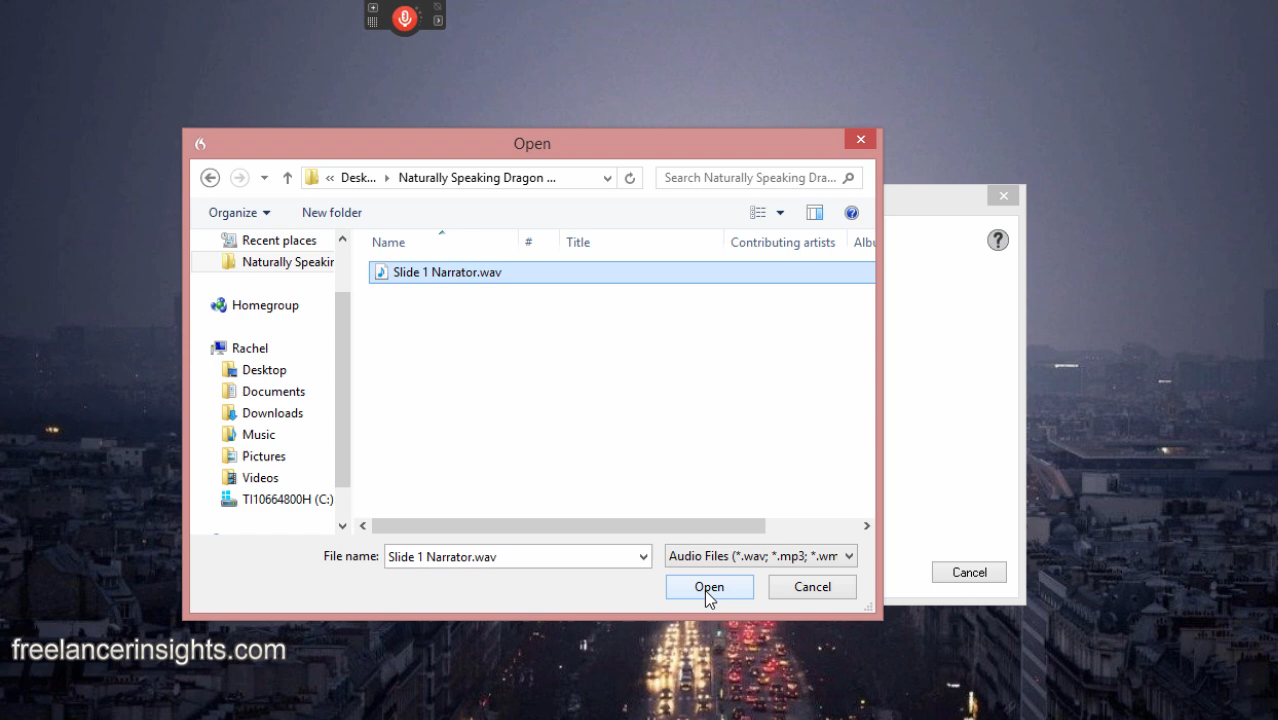 Open
« Desk... Naturally Speaking Dragon ...
Search Naturally Speaking Dra...
Organize
New folder
Name
#
Title
Contributing artists
Albu
Recent places
Naturally Speakin
Homegroup
Rachel
Desktop
Documents
Downloads
Music
Pictures
Videos
TI10664800H (C:)
Slide 1 Narrator.wav
File name:
Slide 1 Narrator.wav
Audio Files (*.wav; *.mp3; *.wm
Open
Cancel
?
Cancel
freelancerinsights.com